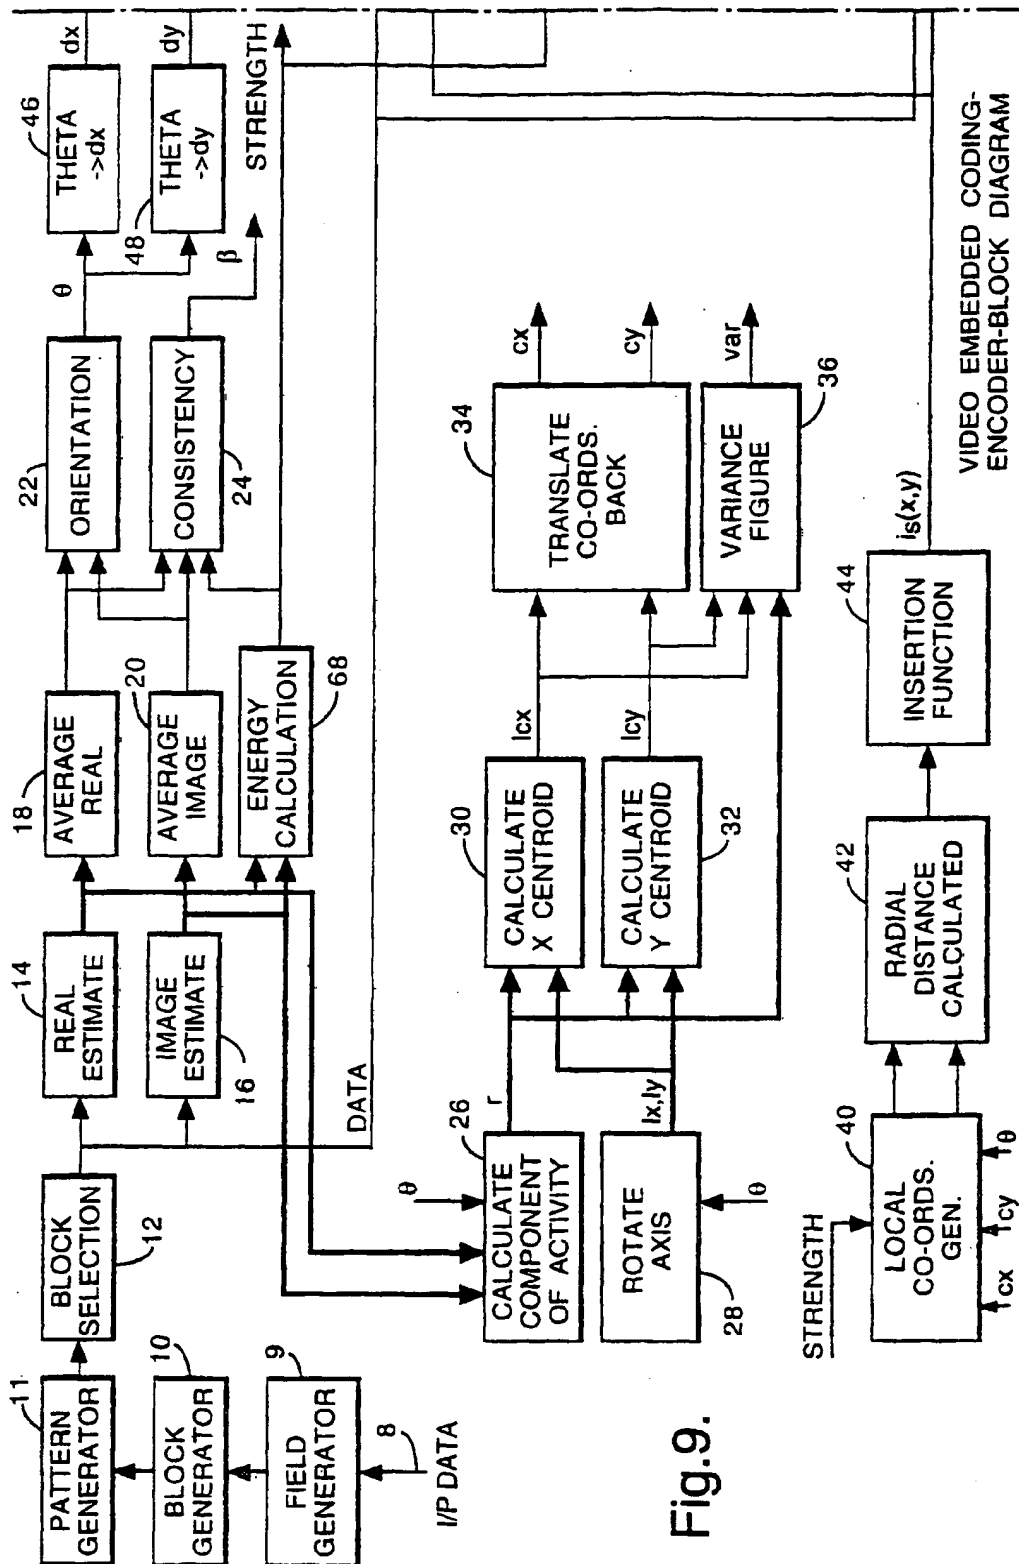 11
PATTERN
GENERATOR
10
BLOCK
GENERATOR
9
FIELD
GENERATOR
8
I/P DATA
BLOCK
SELECTION
12
14
REAL
ESTIMATE
IMAGE
ESTIMATE
16
DATA
18
AVERAGE
REAL
20
AVERAGE
IMAGE
ENERGY
CALCULATION
68
22
ORIENTATION
CONSISTENCY
24
θ
β
46
THETA
->dx
dx
48
THETA
->dy
dy
STRENGTH
θ
26
CALCULATE
COMPONENT
OF ACTIVITY
r
ROTATE
AXIS
28
θ
lx,ly
30
CALCULATE
X CENTROID
lcx
CALCULATE
Y CENTROID
32
lcy
34
TRANSLATE
CO-ORDS.
BACK
cx
cy
VARIANCE
FIGURE
36
var
STRENGTH
40
LOCAL
CO-ORDS.
GEN.
cx
cy
θ
42
RADIAL
DISTANCE
CALCULATED
44
INSERTION
FUNCTION
is(x,y)
Fig.9.
VIDEO EMBEDDED CODING-
ENCODER-BLOCK DIAGRAM